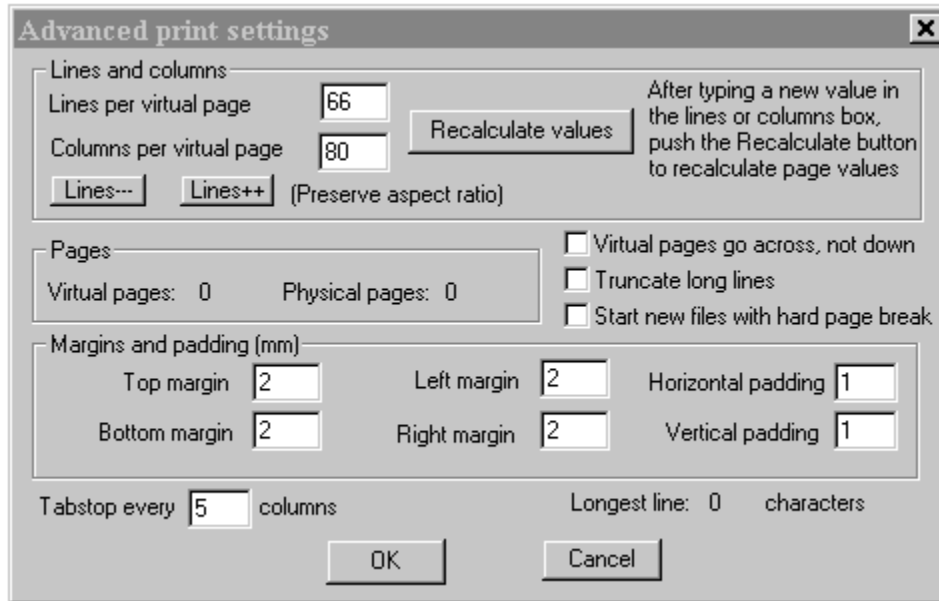 Advanced print settings
Lines and columns
Lines per virtual page 66
Columns per virtual page 80
Recalculate values
After typing a new value in
the lines or columns box,
push the Recalculate button
to recalculate page values
Lines--- Lines++ (Preserve aspect ratio)
Pages
Virtual pages: 0 Physical pages: 0
Virtual pages go across, not down
Truncate long lines
Start new files with hard page break
Margins and padding (mm)
Top margin 2 Left margin 2 Horizontal padding 1
Bottom margin 2 Right margin 2 Vertical padding 1
Tabstop every 5 columns Longest line: 0 characters
OK Cancel